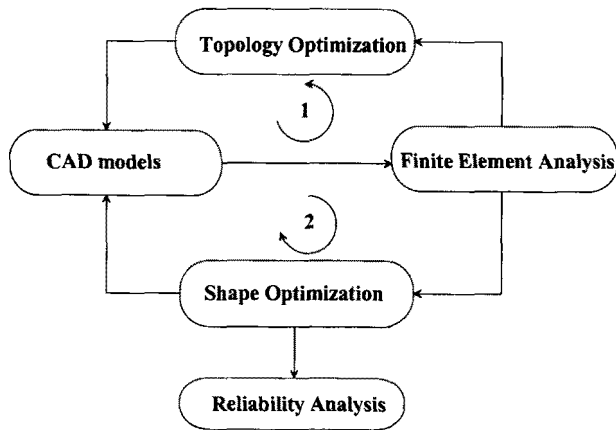 Topology Optimization
1
CAD models
Finite Element Analysis
2
Shape Optimization
Reliability Analysis